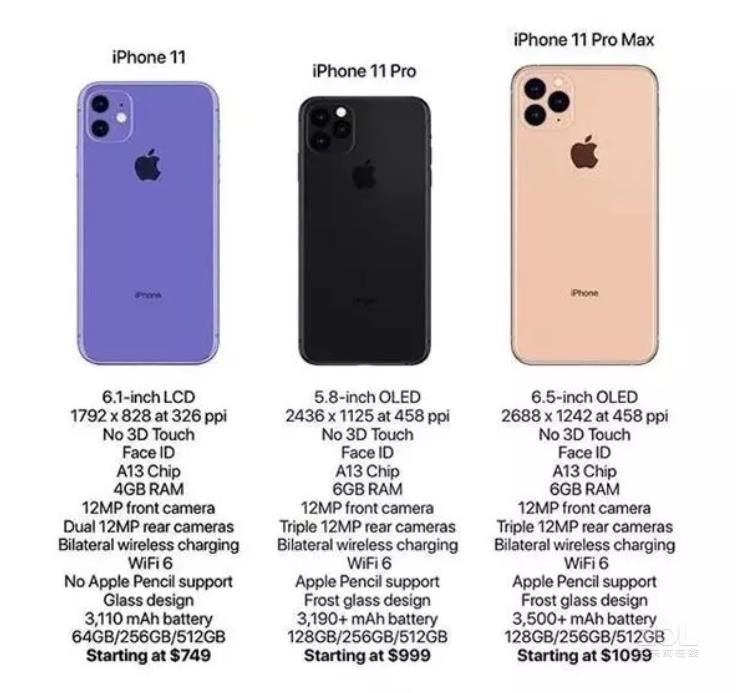 iPhone 11
6.1-inch LCD
1792 x 828 at 326 ppi
No 3D Touch
Face ID
A13 Chip
4GB RAM
12MP front camera
Dual 12MP rear cameras
Bilateral wireless charging
WiFi 6
No Apple Pencil support
Glass design
3,110 mAh battery
64GB/256GB/512GB
Starting at $749
iPhone 11 Pro
5.8-inch OLED
2436 x 1125 at 458 ppi
No 3D Touch
Face ID
A13 Chip
6GB RAM
12MP front camera
Triple 12MP rear cameras
Bilateral wireless charging
WiFi 6
Apple Pencil support
Frost glass design
3,190+ mAh battery
128GB/256GB/512GB
Starting at $999
iPhone 11 Pro Max
6.5-inch OLED
2688 x 1242 at 458 ppi
No 3D Touch
Face ID
A13 Chip
6GB RAM
12MP front camera
Triple 12MP rear cameras
Bilateral wireless charging
WiFi 6
Apple Pencil support
Frost glass design
3,500+ mAh battery
128GB/256GB/512GB
Starting at $1099
iPhone
iPhone